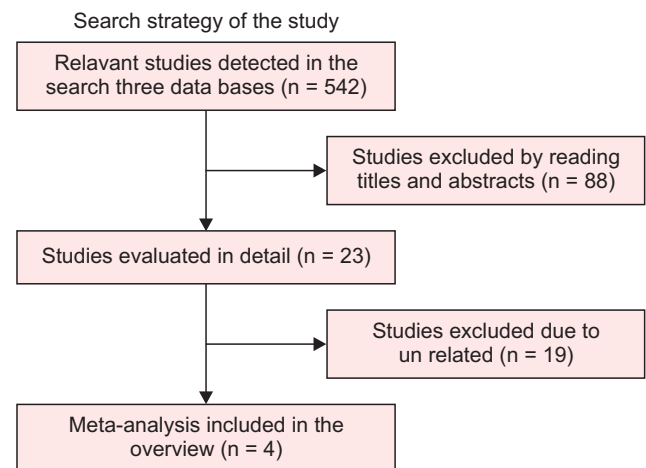 Search strategy of the study
Relavant studies detected in the
search three data bases (n = 542)
Studies excluded by reading
titles and abstracts (n = 88)
Studies evaluated in detail (n = 23)
Studies excluded due to
un related (n = 19)
Meta-analysis included in the
overview (n = 4)